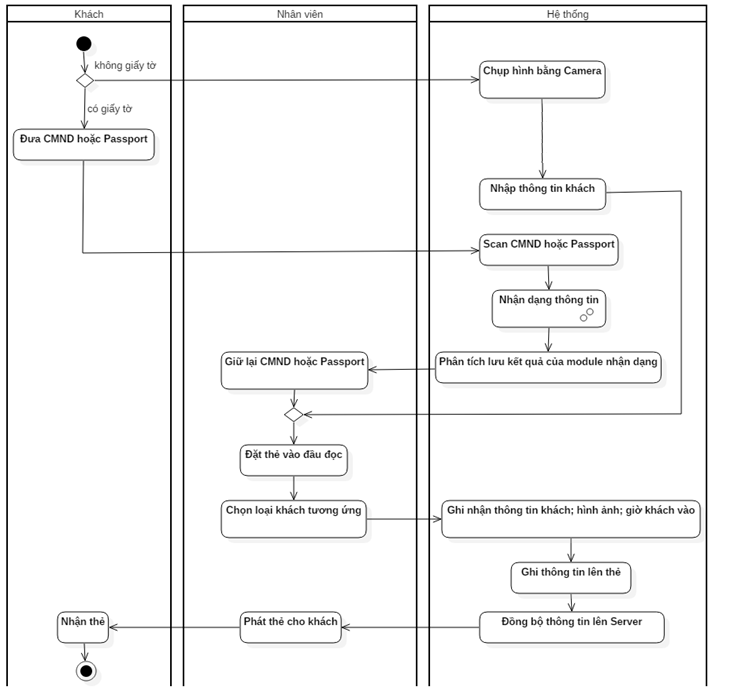 Khách
Nhân viên
Hệ thống
không giấy tờ
Chụp hình bằng Camera
có giấy tờ
Đưa CMND hoặc Passport
Nhập thông tin khách
Scan CMND hoặc Passport
Nhận dạng thông tin
Giữ lại CMND hoặc Passport
Phân tích lưu kết quả của module nhận dạng
Đặt thẻ vào đầu đọc
Chọn loại khách tương ứng
Ghi nhận thông tin khách; hình ảnh; giờ khách vào
Ghi thông tin lên thẻ
Nhận thẻ
Phát thẻ cho khách
Đồng bộ thông tin lên Server